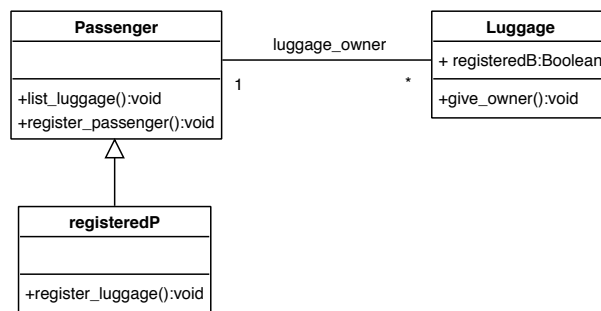 Passenger
+list_luggage():void
+register_passenger():void
luggage_owner
1
*
Luggage
+ registeredB:Boolean
+give_owner():void
registeredP
+register_luggage():void